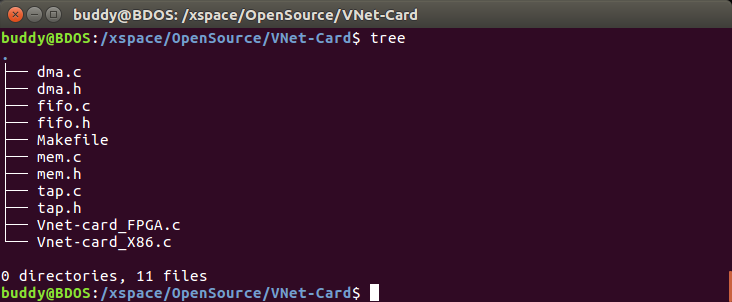 buddy@BDOS: /xspace/OpenSource/VNet-Card
buddy@BDOS:/xspace/OpenSource/VNet-Card$ tree
.
├── dma.c
├── dma.h
├── fifo.c
├── fifo.h
├── Makefile
├── mem.c
├── mem.h
├── tap.c
├── tap.h
├── Vnet-card_FPGA.c
└── Vnet-card_X86.c
0 directories, 11 files
buddy@BDOS:/xspace/OpenSource/VNet-Card$